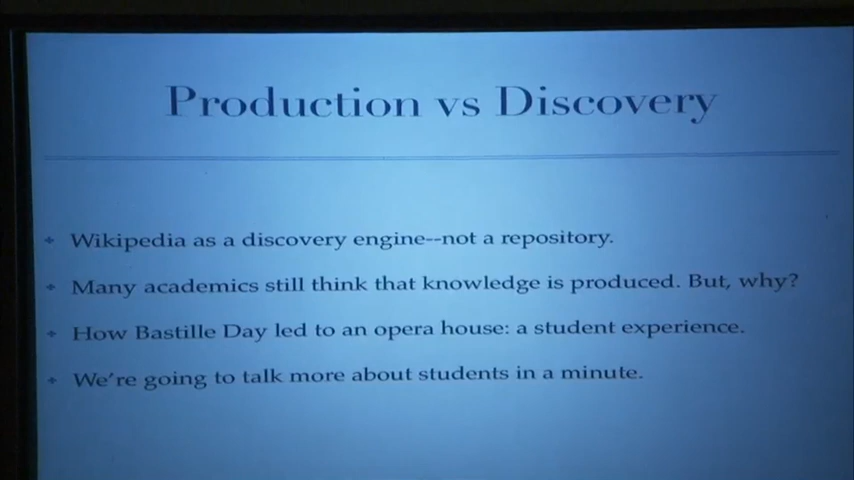 Production vs Discovery
Wikipedia as a discovery engine--not a repository.
Many academics still think that knowledge is produced. But, why?
How Bastille Day led to an opera house: a student experience.
We're going to talk more about students in a minute.